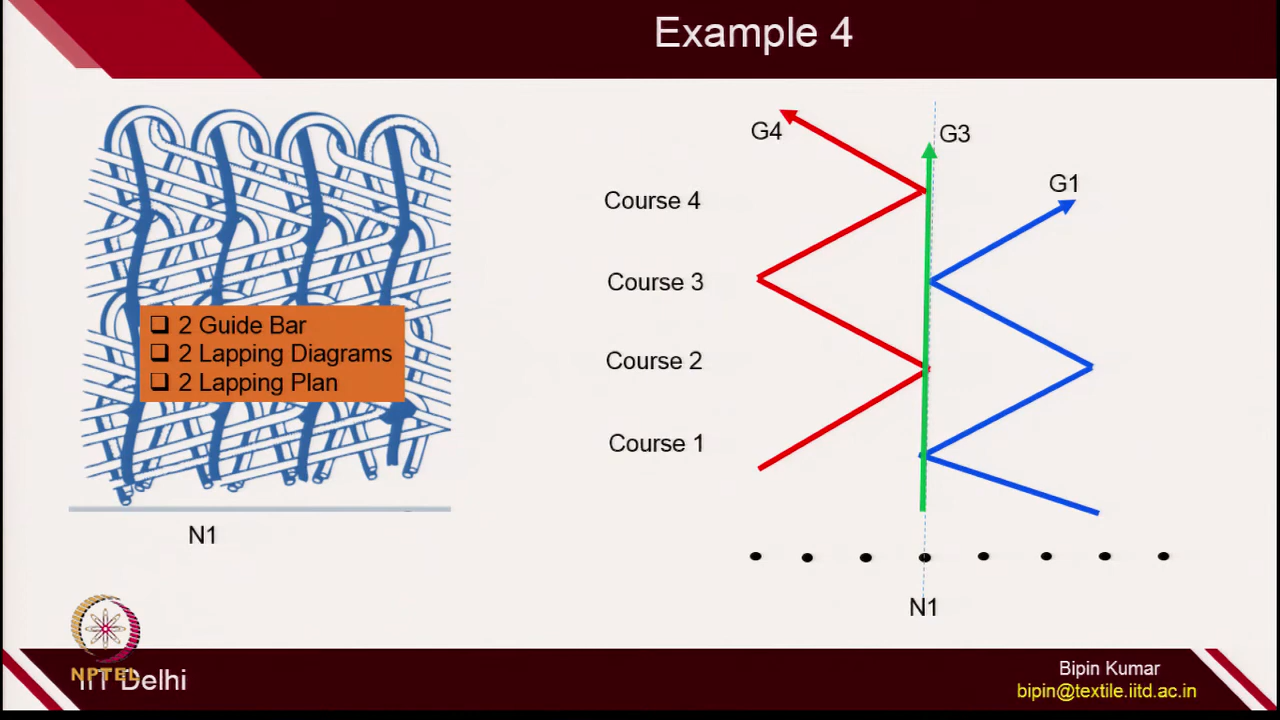 Example 4
G4
G3
G1
Course 4
Course 3
Course 2
Course 1
❑ 2 Guide Bar
❑ 2 Lapping Diagrams
❑ 2 Lapping Plan
N1
N1
NPTEL
IIT Delhi
Bipin Kumar
bipin@textile.iitd.ac.in